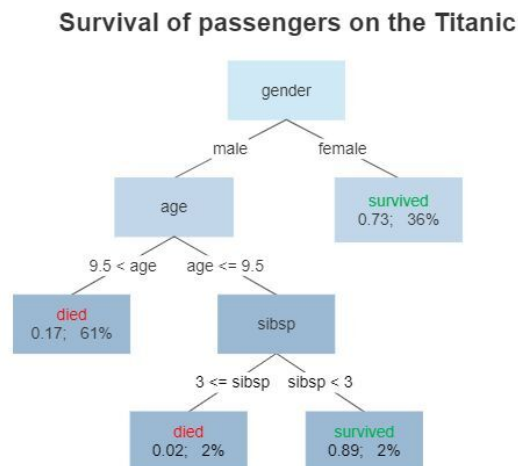 Survival of passengers on the Titanic
gender
male female
age
survived
0.73; 36%
9.5 < age age <= 9.5
died
0.17; 61%
sibsp
3 <= sibsp sibsp < 3
died
0.02; 2%
survived
0.89; 2%